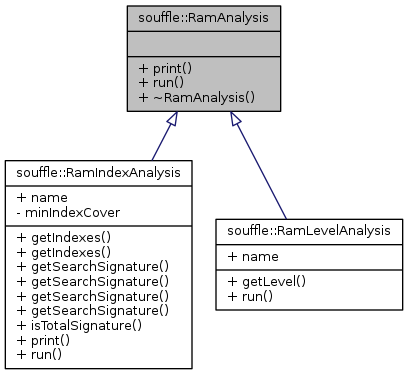 souffle::RamAnalysis
+ print()
+ run()
+ ~RamAnalysis()
souffle::RamIndexAnalysis
+ name
- minIndexCover
+ getIndexes()
+ getIndexes()
+ getSearchSignature()
+ getSearchSignature()
+ getSearchSignature()
+ getSearchSignature()
+ isTotalSignature()
+ print()
+ run()
souffle::RamLevelAnalysis
+ name
+ getLevel()
+ run()